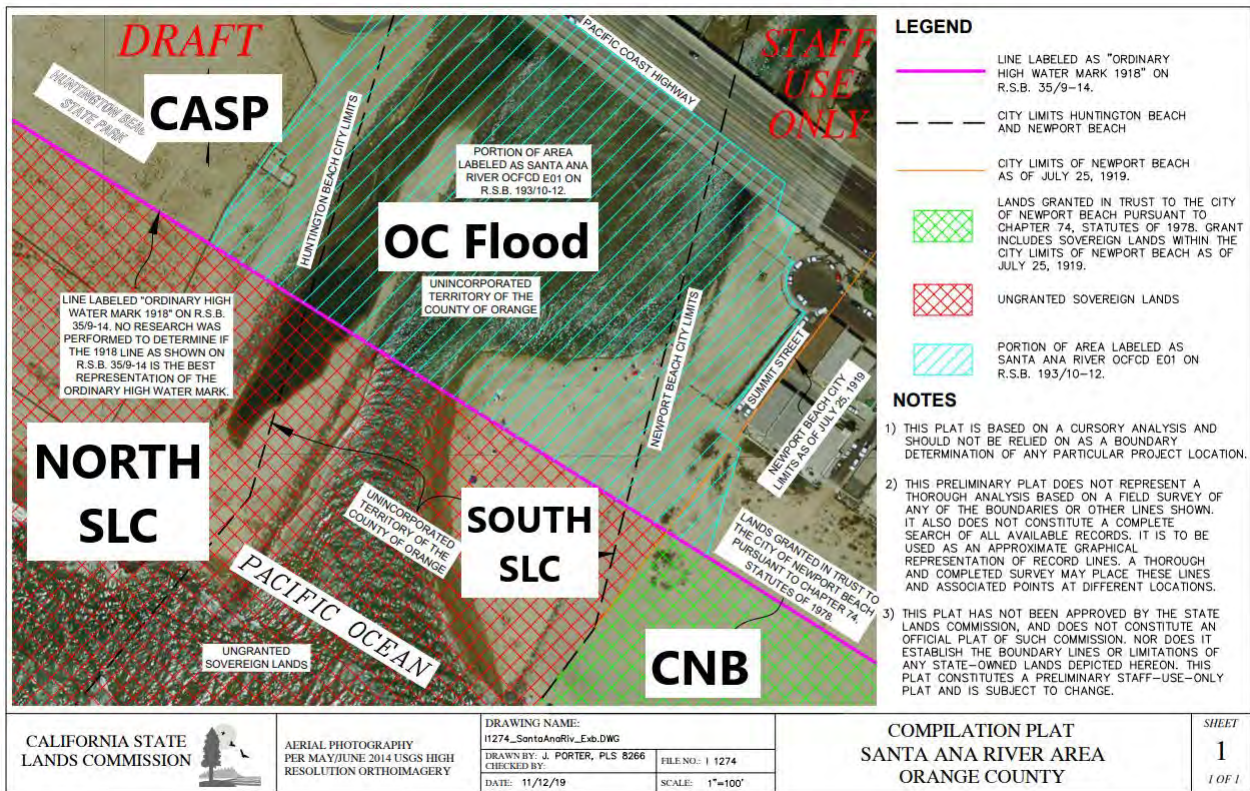 DRAFT
STAFF
USE
ONLY
CASP
HUNTINGTON BEACH
STATE PARK
HUNTINGTON BEACH CITY LIMITS
PACIFIC COAST HIGHWAY
PORTION OF AREA
LABELED AS SANTA ANA
RIVER OCFCD E01 ON
R.S.B. 193/10-12.
OC Flood
UNINCORPORATED
TERRITORY OF THE
COUNTY OF ORANGE
NEWPORT BEACH CITY LIMITS
SUMMIT STREET
NEWPORT BEACH CITY
LIMITS AS OF JULY 25, 1919
LINE LABELED "ORDINARY HIGH
WATER MARK 1918" ON R.S.B.
35/9-14. NO RESEARCH WAS
PERFORMED TO DETERMINE IF
THE 1918 LINE AS SHOWN ON
R.S.B. 35/9-14 IS THE BEST
REPRESENTATION OF THE
ORDINARY HIGH WATER MARK.
NORTH
SLC
UNINCORPORATED
TERRITORY OF THE
COUNTY OF ORANGE
SOUTH
SLC
LANDS GRANTED IN TRUST TO
THE CITY OF NEWPORT BEACH
PURSUANT TO CHAPTER 74,
STATUTES OF 1978.
PACIFIC OCEAN
UNGRANTED
SOVEREIGN LANDS
CNB
LEGEND
LINE LABELED AS "ORDINARY
HIGH WATER MARK 1918" ON
R.S.B. 35/9-14.
CITY LIMITS HUNTINGTON BEACH
AND NEWPORT BEACH
CITY LIMITS OF NEWPORT BEACH
AS OF JULY 25, 1919.
LANDS GRANTED IN TRUST TO THE CITY
OF NEWPORT BEACH PURSUANT TO
CHAPTER 74, STATUTES OF 1978. GRANT
INCLUDES SOVEREIGN LANDS WITHIN THE
CITY LIMITS OF NEWPORT BEACH AS OF
JULY 25, 1919.
UNGRANTED SOVEREIGN LANDS
PORTION OF AREA LABELED AS
SANTA ANA RIVER OCFCD E01 ON
R.S.B. 193/10-12.
NOTES
1) THIS PLAT IS BASED ON A CURSORY ANALYSIS AND
SHOULD NOT BE RELIED ON AS A BOUNDARY
DETERMINATION OF ANY PARTICULAR PROJECT LOCATION.
2) THIS PRELIMINARY PLAT DOES NOT REPRESENT A
THOROUGH ANALYSIS BASED ON A FIELD SURVEY OF
ANY OF THE BOUNDARIES OR OTHER LINES SHOWN.
IT ALSO DOES NOT CONSTITUTE A COMPLETE
SEARCH OF ALL AVAILABLE RECORDS. IT IS TO BE
USED AS AN APPROXIMATE GRAPHICAL
REPRESENTATION OF RECORD LINES. A THOROUGH
AND COMPLETED SURVEY MAY PLACE THESE LINES
AND ASSOCIATED POINTS AT DIFFERENT LOCATIONS.
3) THIS PLAT HAS NOT BEEN APPROVED BY THE STATE
LANDS COMMISSION, AND DOES NOT CONSTITUTE AN
OFFICIAL PLAT OF SUCH COMMISSION. NOR DOES IT
ESTABLISH THE BOUNDARY LINES OR LIMITATIONS OF
ANY STATE-OWNED LANDS DEPICTED HEREON. THIS
PLAT CONSTITUTES A PRELIMINARY STAFF-USE-ONLY
PLAT AND IS SUBJECT TO CHANGE.
CALIFORNIA STATE
LANDS COMMISSION
AERIAL PHOTOGRAPHY
PER MAY/JUNE 2014 USGS HIGH
RESOLUTION ORTHOIMAGERY
DRAWING NAME:
I1274_SantaAnaRiv_Exb.DWG
DRAWN BY: J. PORTER, PLS 8266
CHECKED BY:
FILE NO.: I 1274
DATE: 11/12/19
SCALE: 1"=100'
COMPILATION PLAT
SANTA ANA RIVER AREA
ORANGE COUNTY
SHEET
1
1 OF 1